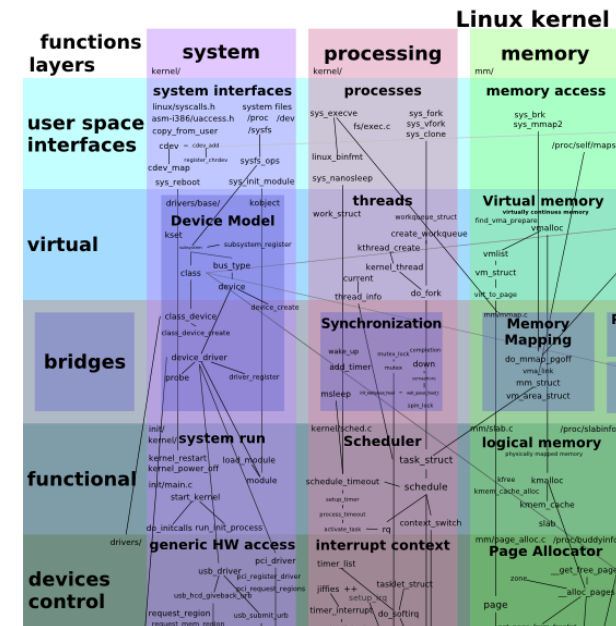 Linux kernel
functions
layers
system
processing
memory
kernel/
kernel/
mm/
user space
interfaces
system interfaces
linux/syscalls.h
system files
asm-i386/uaccess.h
/proc /dev
copy_from_user
/sysfs
cdev – cdev_add
register_chrdev
cdev_map
sysfs_ops
sys_reboot
sys_init_module
processes
sys_execve
sys_fork
sys_vfork
fs/exec.c
sys_clone
linux_binfmt
sys_nanosleep
memory access
sys_brk
sys_mmap2
/proc/self/maps
virtual
drivers/base/
kobject
Device Model
kset
subsystem_register
bus_type
class
device
device_create
threads
work_struct
workqueue_struct
create_workqueue
kthread_create
kernel_thread
current
thread_info
do_fork
Virtual memory
virtually continues memory
find_vma_prepare
vmalloc
vmlist
vm_struct
virt_to_page
bridges
class_device
class_device_create
device_driver
probe
driver_register
Synchronization
wake_up
mutex_lock
completion
add_timer
mutex
down
msleep
spin_lock
mm/mmap.c
Memory
Mapping
do_mmap_pgoff
vma_link
mm_struct
vm_area_struct
functional
init/
kernel/
system run
kernel_restart
kernel_power_off
load_module
module
init/main.c
start_kernel
do_initcalls
run_init_process
drivers/
kernel/sched.c
Scheduler
task_struct
schedule_timeout
schedule
setup_timer
process_timeout
activate_task
rq
context_switch
mm/slab.c
/proc/slabinfo
logical memory
physically mapped memory
kfree
kmalloc
kmem_cache_alloc
kmem_cache
slab
devices
control
generic HW access
pci_driver
usb_driver
pci_register_driver
pci_request_regions
usb_hcd_giveback_urb
request_region
usb_submit_urb
request_mem_region
interrupt context
timer_list
jiffies ++
tasklet_struct
setup_irq
timer_interrupt
do_softirq
mm/page_alloc.c
/proc/buddyinfo
Page Allocator
__get_free_page
zone
__alloc_pages
page